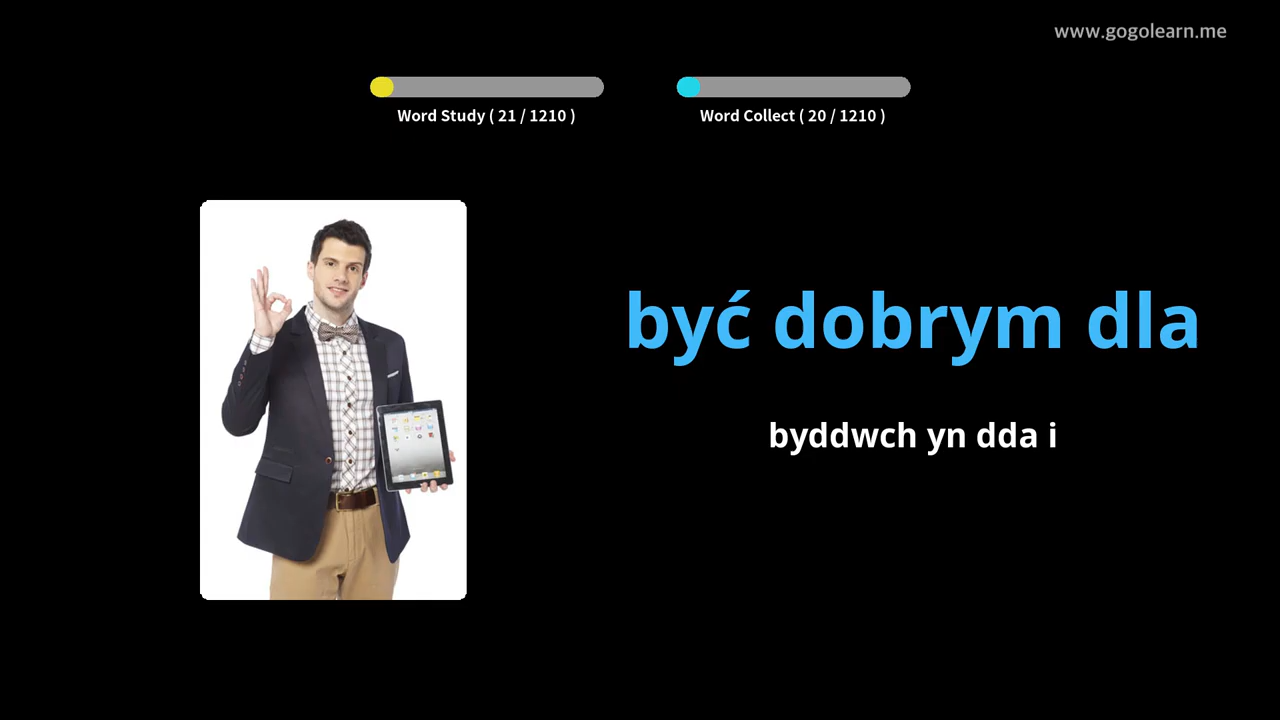 www.gogolearn.me
Word Study ( 21 / 1210 )
Word Collect ( 20 / 1210 )
być dobrym dla
byddwch yn dda i